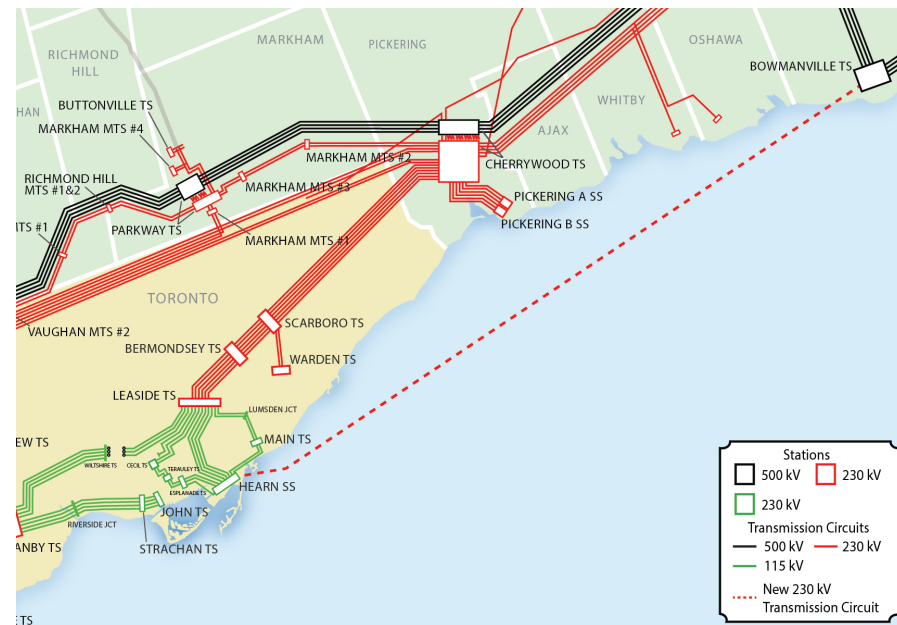 MARKHAM
PICKERING
OSHAWA
RICHMOND
HILL
BOWMANVILLE TS
BUTTONVILLE TS
WHITBY
HAN
MARKHAM MTS #4
AJAX
MARKHAM MTS #2
CHERRYWOOD TS
RICHMOND HILL
MTS #1&2
MARKHAM MTS #3
PICKERING A SS
PICKERING B SS
MTS #1
PARKWAY TS
MARKHAM MTS #1
TORONTO
VAUGHAN MTS #2
SCARBORO TS
BERMONDSEY TS
WARDEN TS
LEASIDE TS
LUMSDEN JCT
EW TS
MAIN TS
WILTSHIRE TS
CECIL TS
TERAULEY TS
ESPLANADE TS
HEARN SS
JOHN TS
RIVERSIDE JCT
ANBY TS
STRACHAN TS
E TS
Stations
500 kV
230 kV
230 kV
Transmission Circuits
500 kV
230 kV
115 kV
New 230 kV
Transmission Circuit